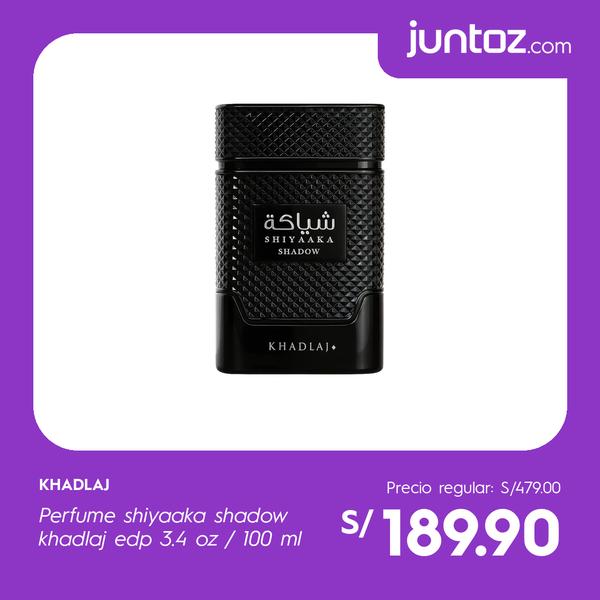 juntoz.com
شياكة
SHIYAAKA
SHADOW
KHADLAJ
KHADLAJ
Perfume shiyaaka shadow
khadlaj edp 3.4 oz / 100 ml
Precio regular: S/479.00
S/189.90